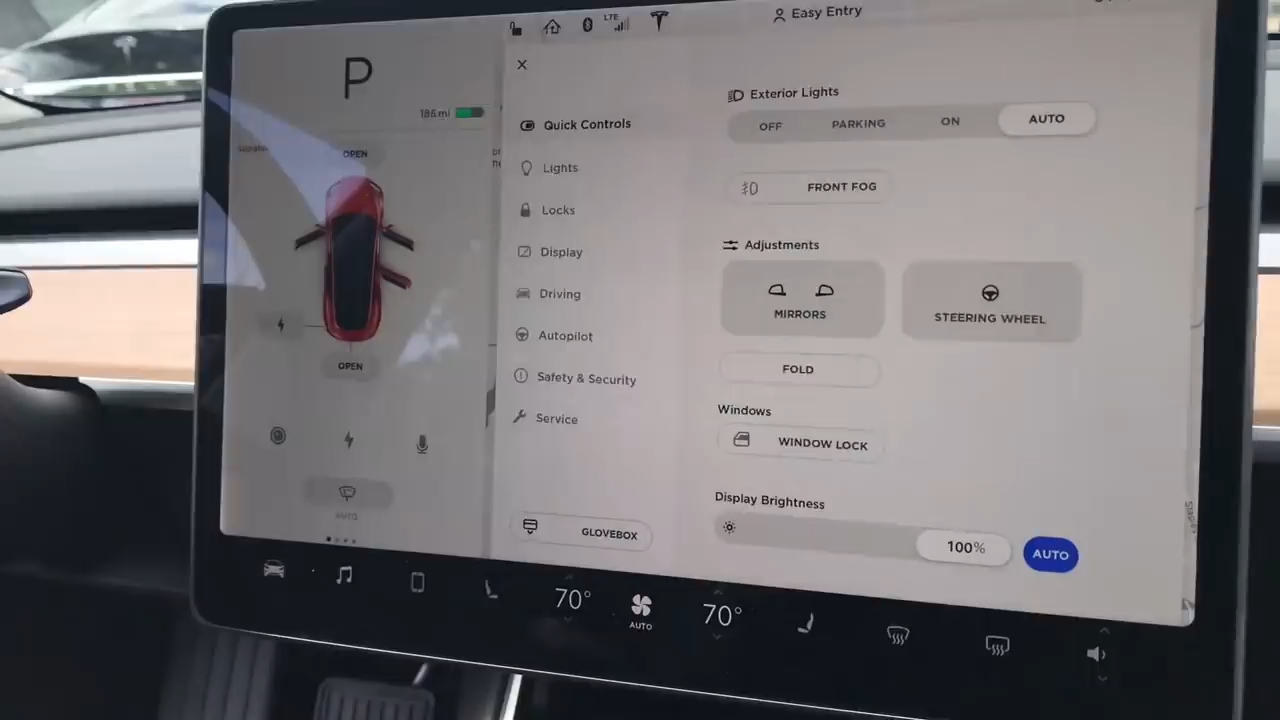 LTE
Easy Entry
P
186 mi
OPEN
OPEN
AUTO
Quick Controls
Lights
Locks
Display
Driving
Autopilot
Safety & Security
Service
GLOVEBOX
Exterior Lights
OFF PARKING ON AUTO
FRONT FOG
Adjustments
MIRRORS
STEERING WHEEL
FOLD
Windows
WINDOW LOCK
Display Brightness
100%
AUTO
70°
AUTO
70°